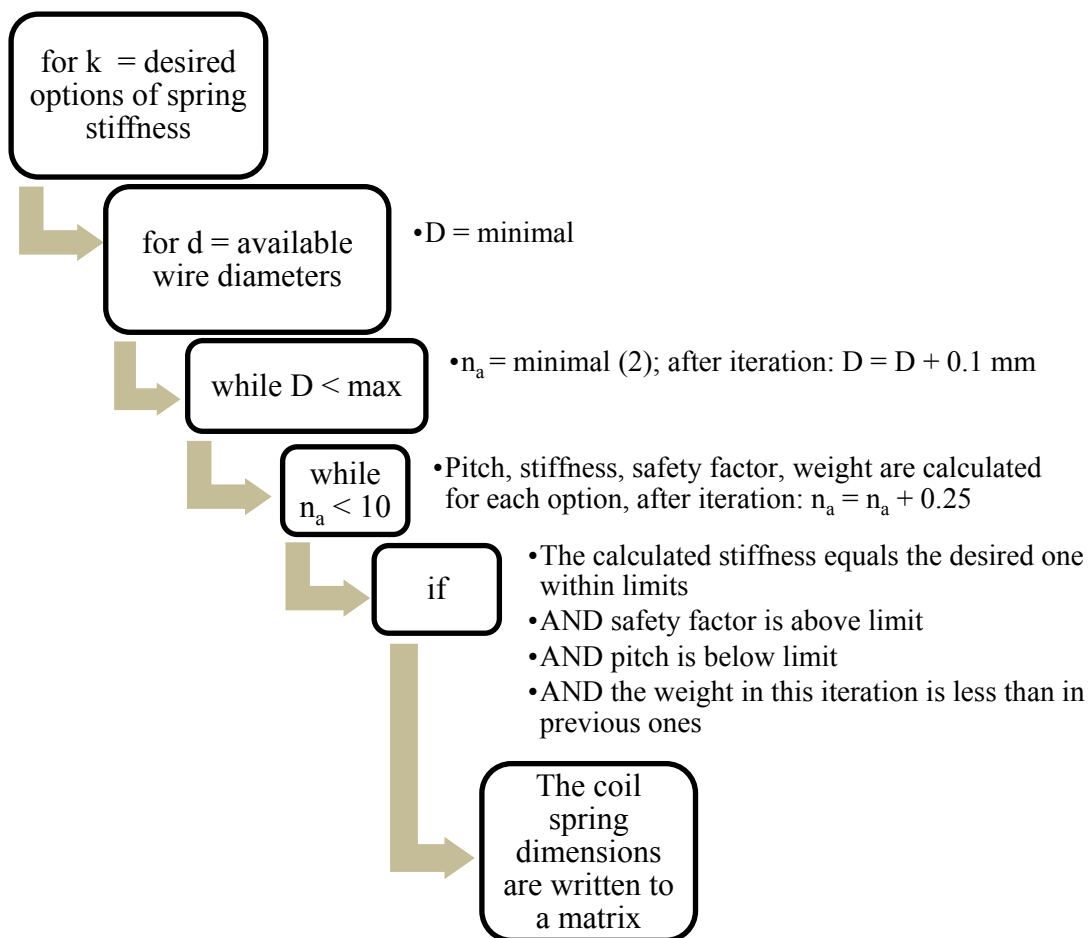 for k = desired
options of spring
stiffness
for d = available
wire diameters
•D = minimal
while D < max
•nₐ = minimal (2); after iteration: D = D + 0.1 mm
while
nₐ < 10
•Pitch, stiffness, safety factor, weight are calculated
for each option, after iteration: nₐ = nₐ + 0.25
if
•The calculated stiffness equals the desired one
within limits
•AND safety factor is above limit
•AND pitch is below limit
•AND the weight in this iteration is less than in
previous ones
The coil
spring
dimensions
are written to
a matrix